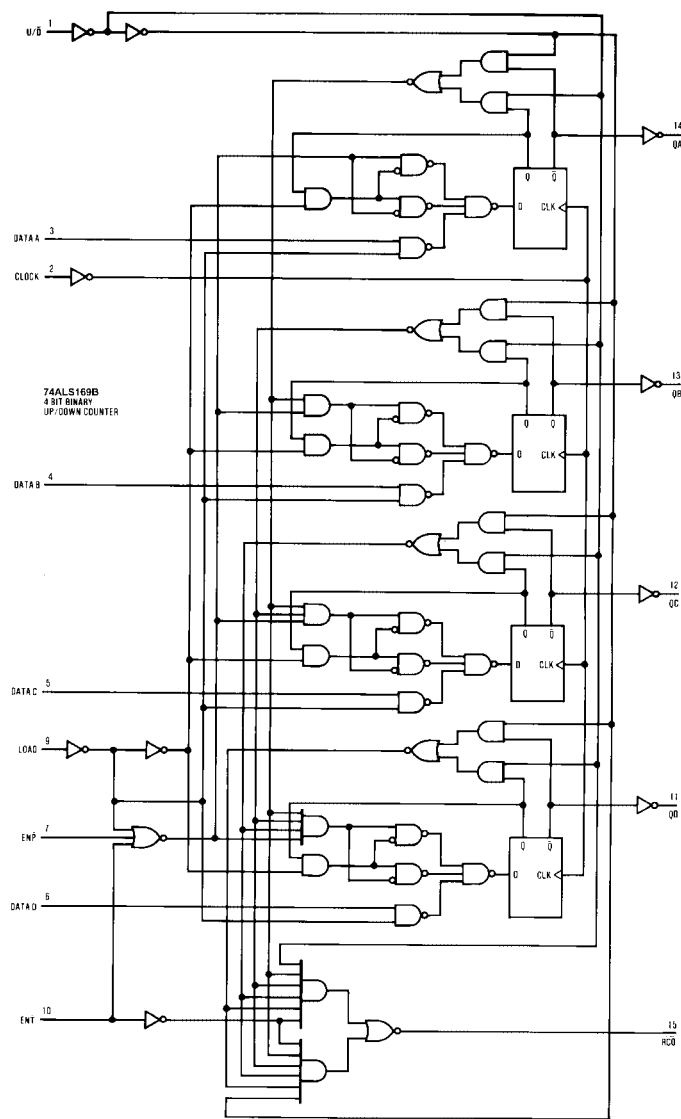 U/D̅ 1
14
QA
Q Q̅
D CLK
3
DATA A
2
CLOCK
74ALS169B
4 BIT BINARY
UP/DOWN COUNTER
13
QB
Q Q̅
D CLK
4
DATA B
12
QC
Q Q̅
D CLK
5
DATA C
9
LOAD
11
QD
7
ENP̅
Q Q̅
D CLK
6
DATA D
10
ENT
15
R̅C̅O̅